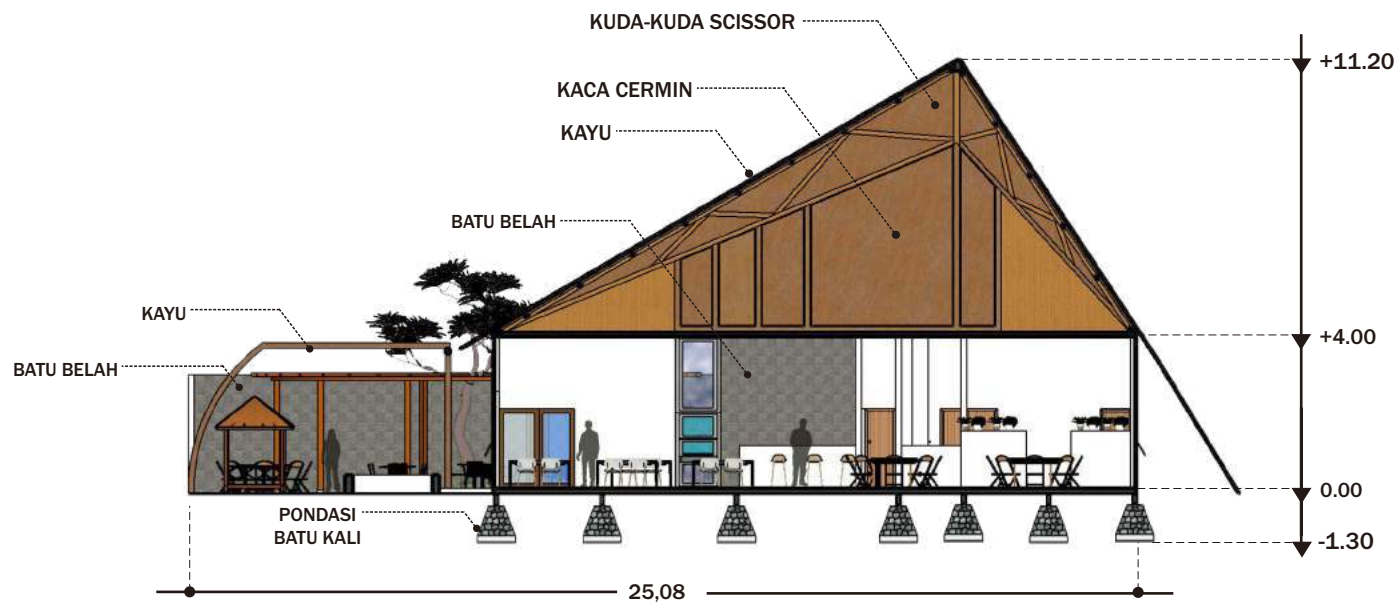 KUDA-KUDA SCISSOR
+11.20
KACA CERMIN
KAYU
BATU BELAH
KAYU
+4.00
BATU BELAH
0.00
PONDASI
BATU KALI
-1.30
25,08